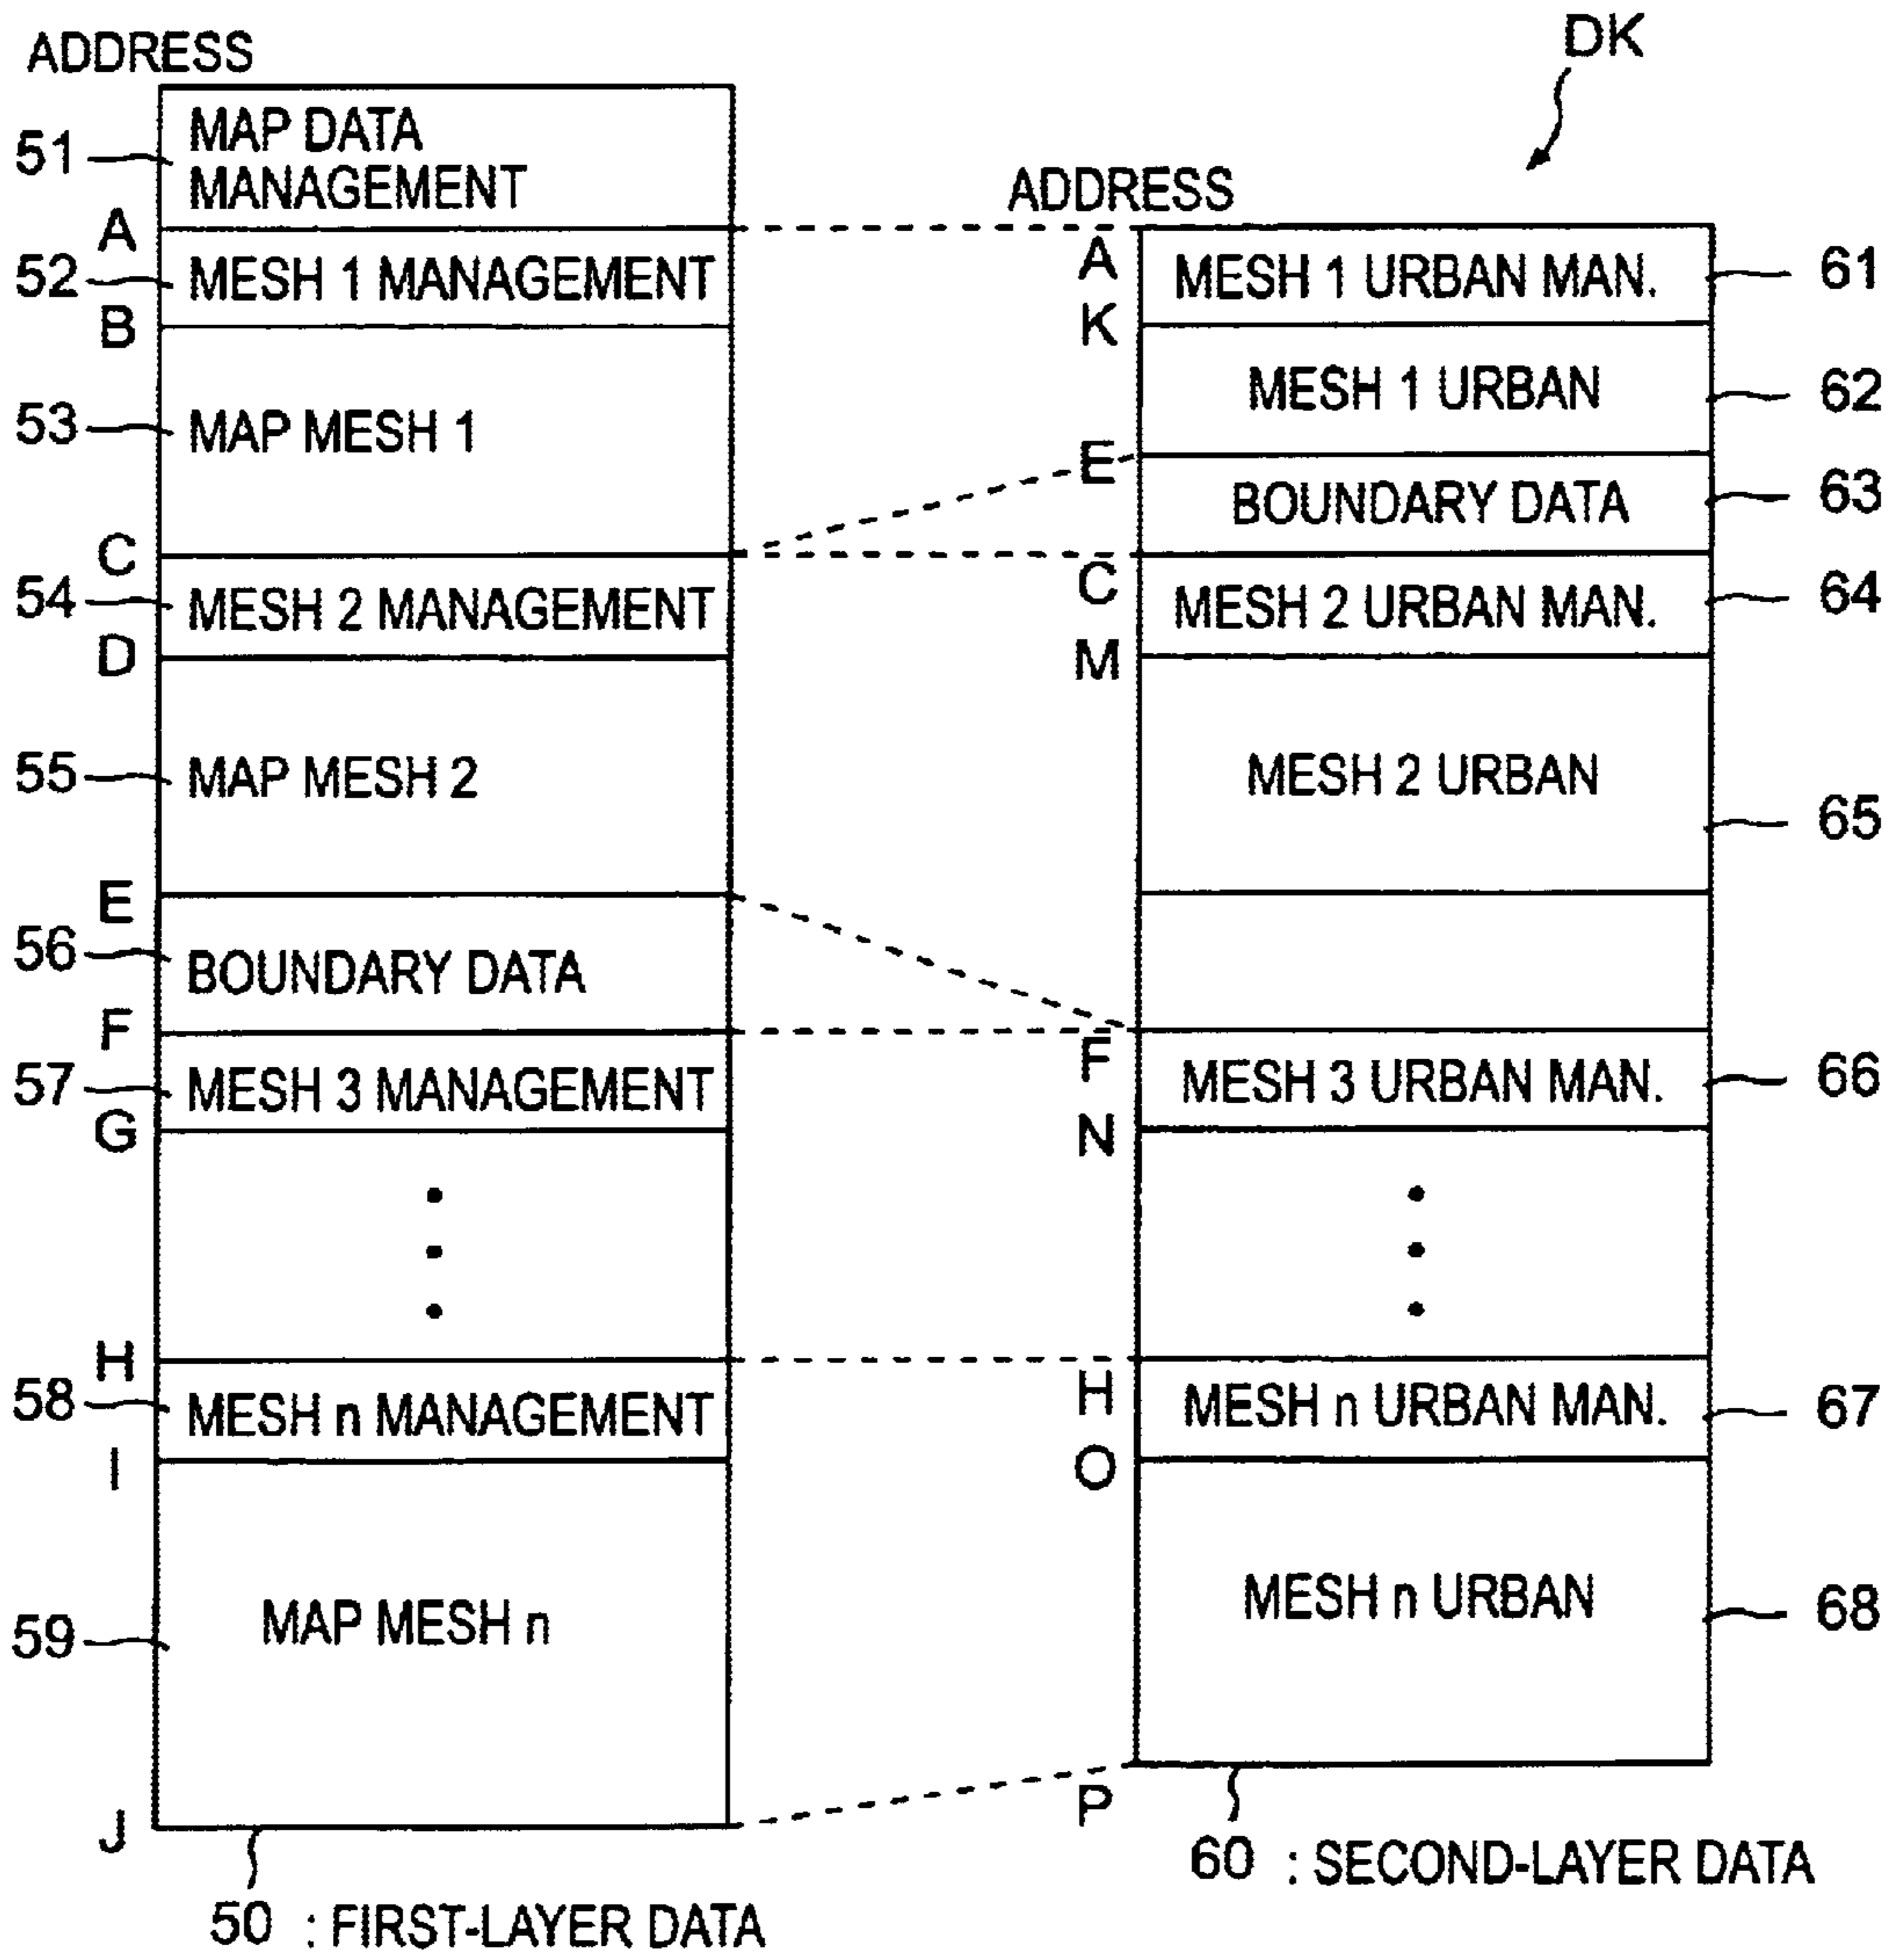 DK
ADDRESS
51
MAP DATA
MANAGEMENT
A
52
MESH 1 MANAGEMENT
B
53
MAP MESH 1
C
54
MESH 2 MANAGEMENT
D
55
MAP MESH 2
E
56
BOUNDARY DATA
F
57
MESH 3 MANAGEMENT
G
H
58
MESH n MANAGEMENT
I
59
MAP MESH n
J
50 : FIRST-LAYER DATA
ADDRESS
A
MESH 1 URBAN MAN.
61
K
MESH 1 URBAN
62
E
BOUNDARY DATA
63
C
MESH 2 URBAN MAN.
64
M
MESH 2 URBAN
65
F
MESH 3 URBAN MAN.
66
N
H
MESH n URBAN MAN.
67
O
MESH n URBAN
68
P
60 : SECOND-LAYER DATA